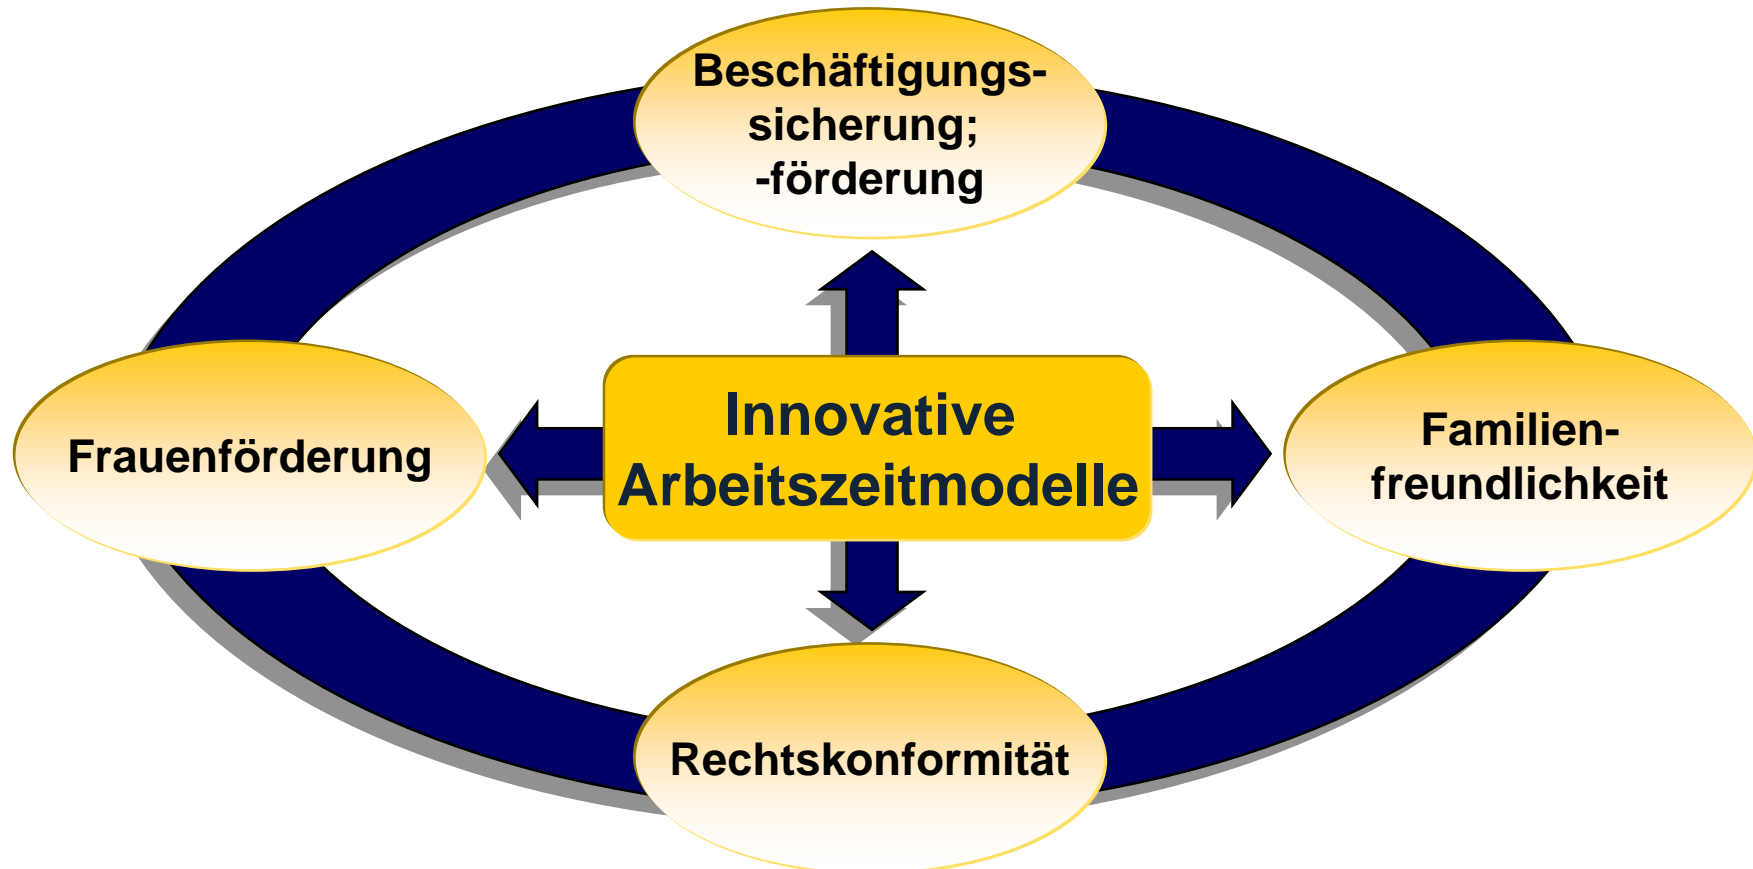 Beschäftigungs-
sicherung;
-förderung
Frauenförderung
Innovative
Arbeitszeitmodelle
Familien-
freundlichkeit
Rechtskonformität